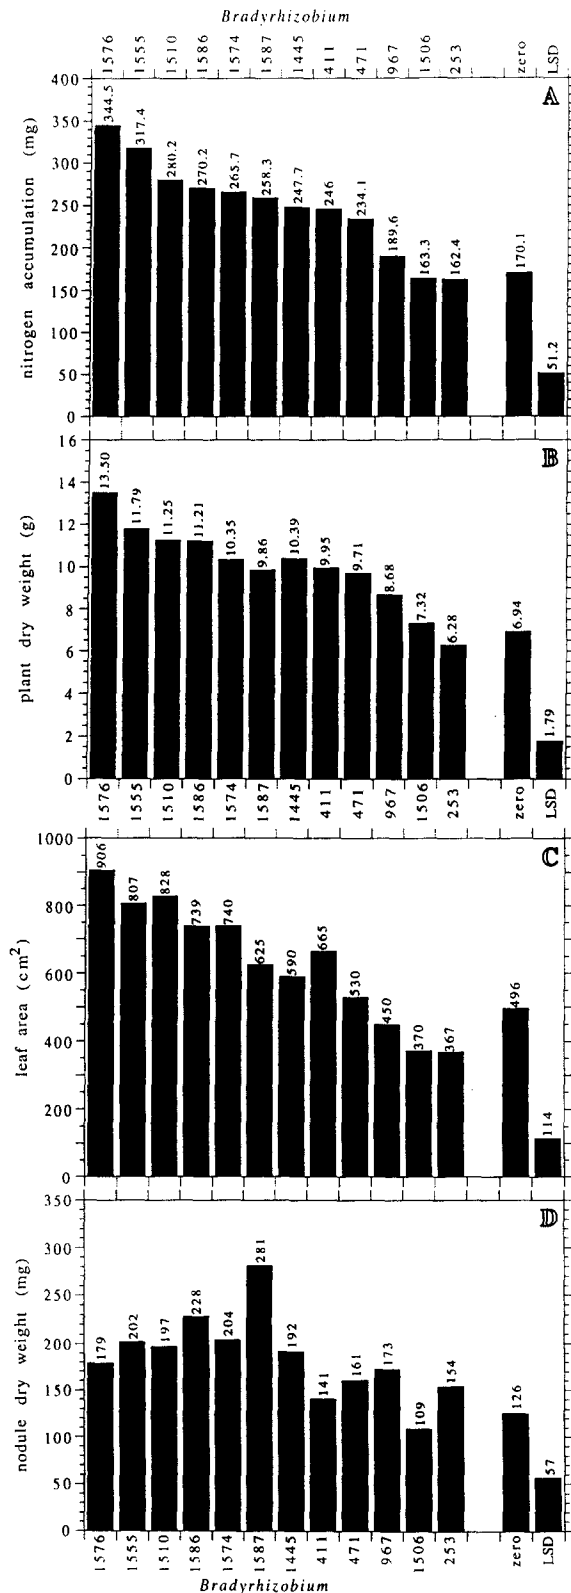 Bradyrhizobium
1576 1555 1510 1586 1574 1587 1445 411 471 967 1506 253 zero LSD
A
nitrogen accumulation (mg)
400
350
300
250
200
150
100
50
0
344.5 317.4 280.2 270.2 265.7 258.3 247.7 246 234.1 189.6 163.3 162.4 170.1 51.2
B
plant dry weight (g)
16
14
12
10
8
6
4
2
0
13.50 11.79 11.25 11.21 10.35 9.86 10.39 9.95 9.71 8.68 7.32 6.28 6.94 1.79
1576 1555 1510 1586 1574 1587 1445 411 471 967 1506 253 zero LSD
C
leaf area (cm²)
1000
800
600
400
200
0
906 807 828 739 740 625 590 665 530 450 370 367 496 114
D
nodule dry weight (mg)
350
300
250
200
150
100
50
0
179 202 197 228 204 281 192 141 161 173 109 154 126 57
1576 1555 1510 1586 1574 1587 1445 411 471 967 1506 253 zero LSD
Bradyrhizobium